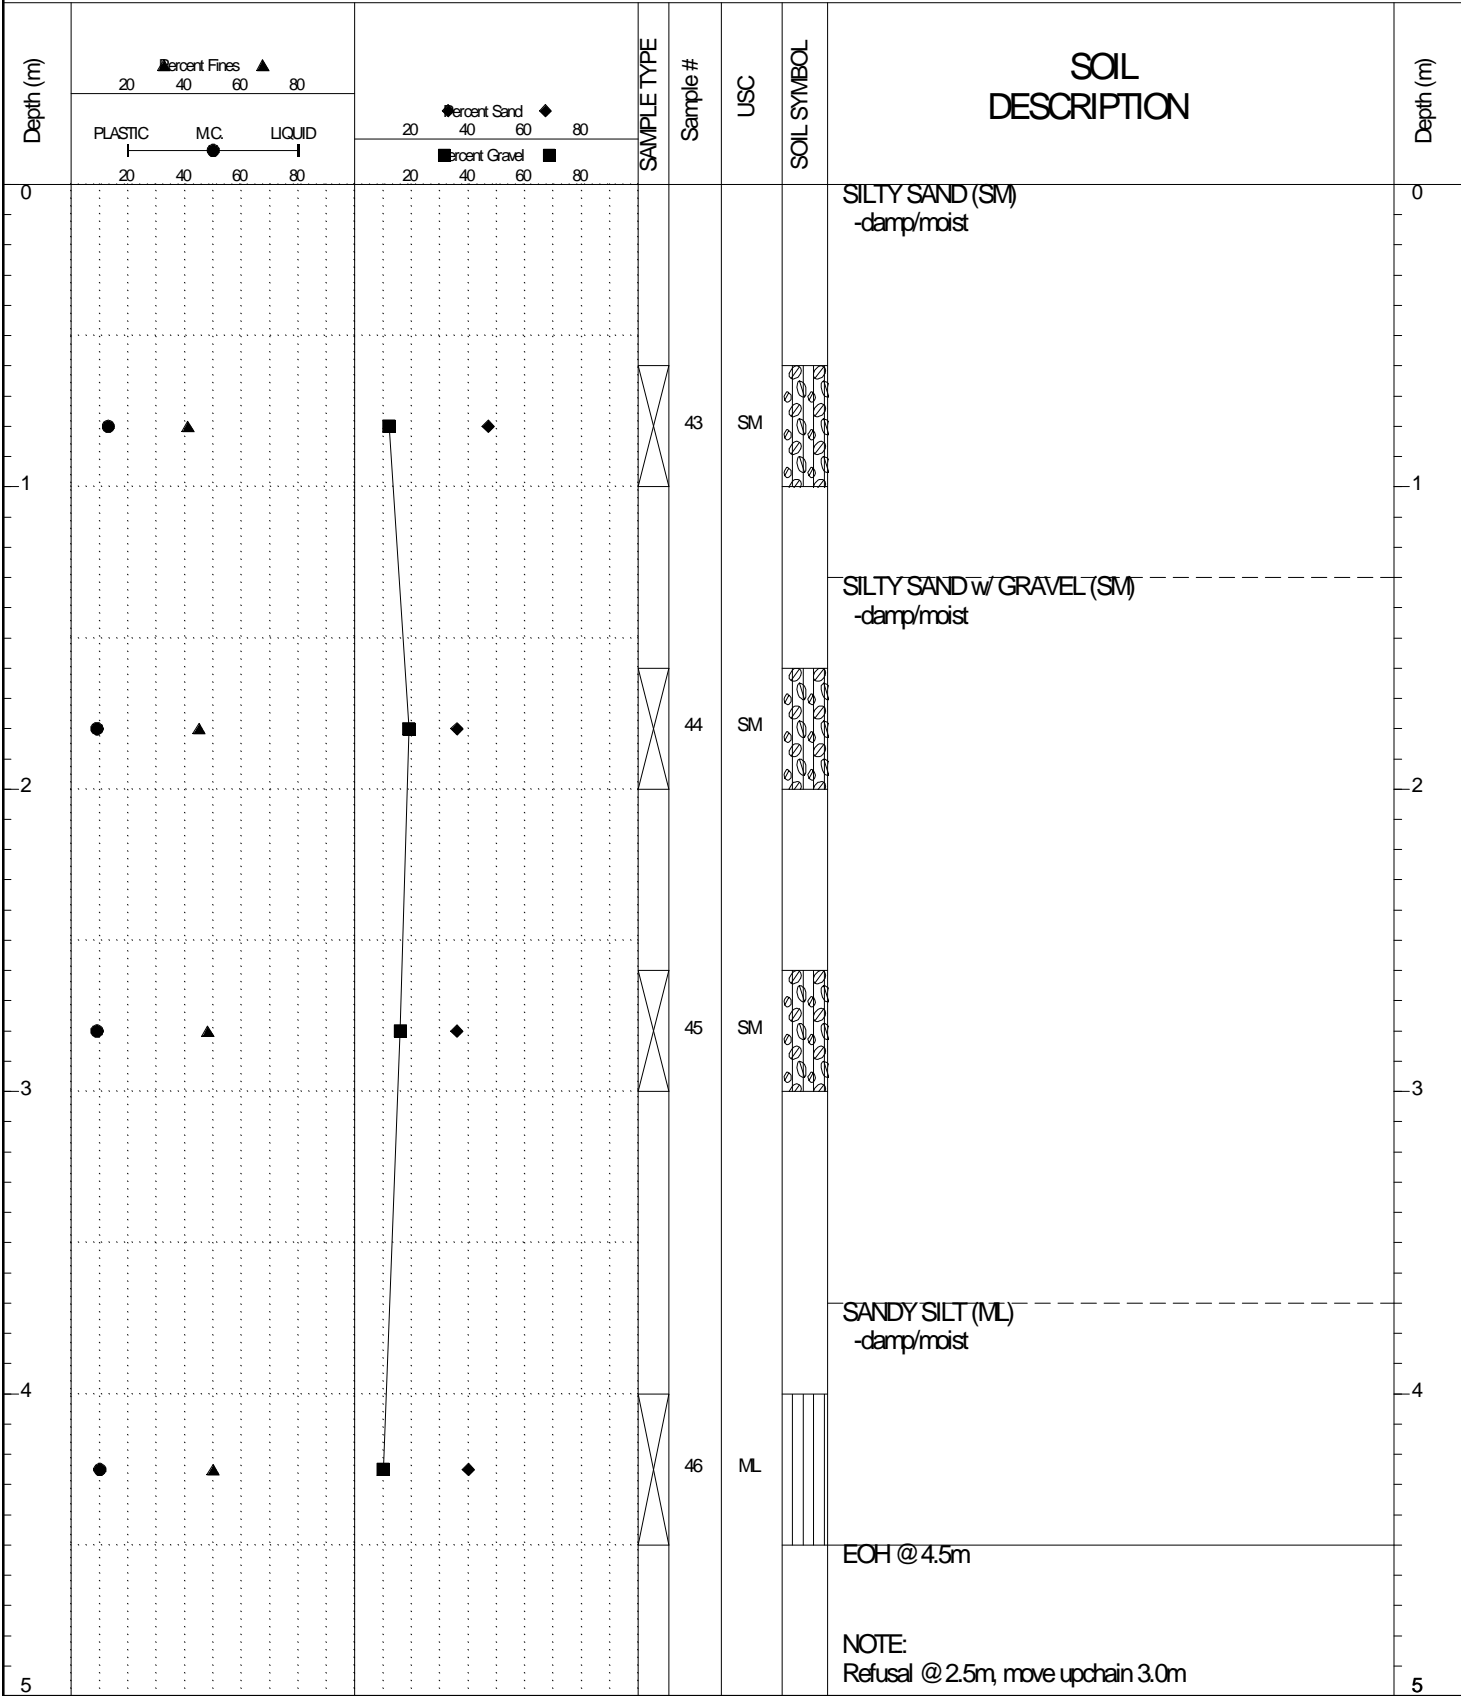 Depth (m)
Percent Fines
20 40 60 80
PLASTIC M.C. LIQUID
20 40 60 80
Percent Sand
20 40 60 80
Percent Gravel
20 40 60 80
SAMPLE TYPE
Sample #
USC
SOIL SYMBOL
SOIL
DESCRIPTION
Depth (m)
0 SILTY SAND (SM) 0
-damp/moist
43 SM
1 1
SILTY SAND w/ GRAVEL (SM)
-damp/moist
44 SM
2 2
45 SM
3 3
SANDY SILT (ML)
-damp/moist
4 4
46 ML
EOH @ 4.5m
NOTE:
Refusal @ 2.5m, move upchain 3.0m
5 5